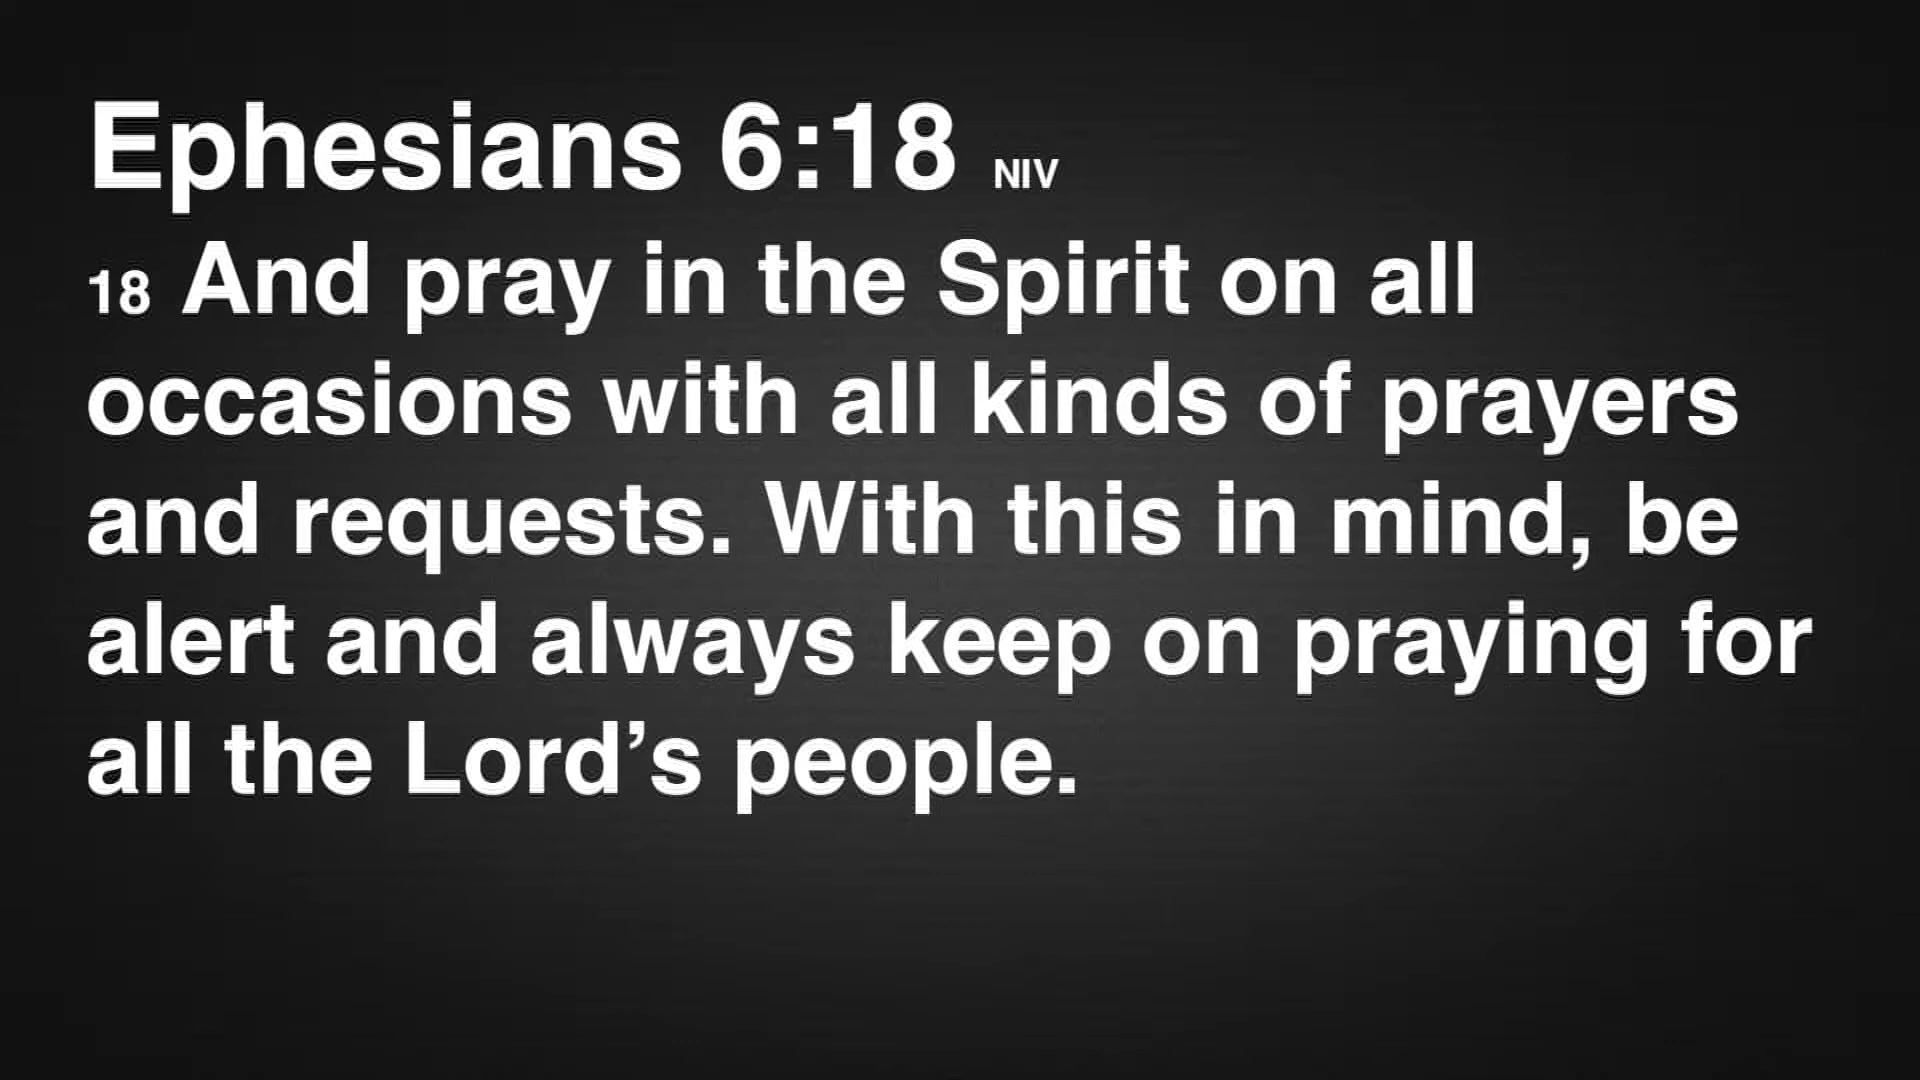 Ephesians 6:18 NIV
18 And pray in the Spirit on all
occasions with all kinds of prayers
and requests. With this in mind, be
alert and always keep on praying for
all the Lord’s people.